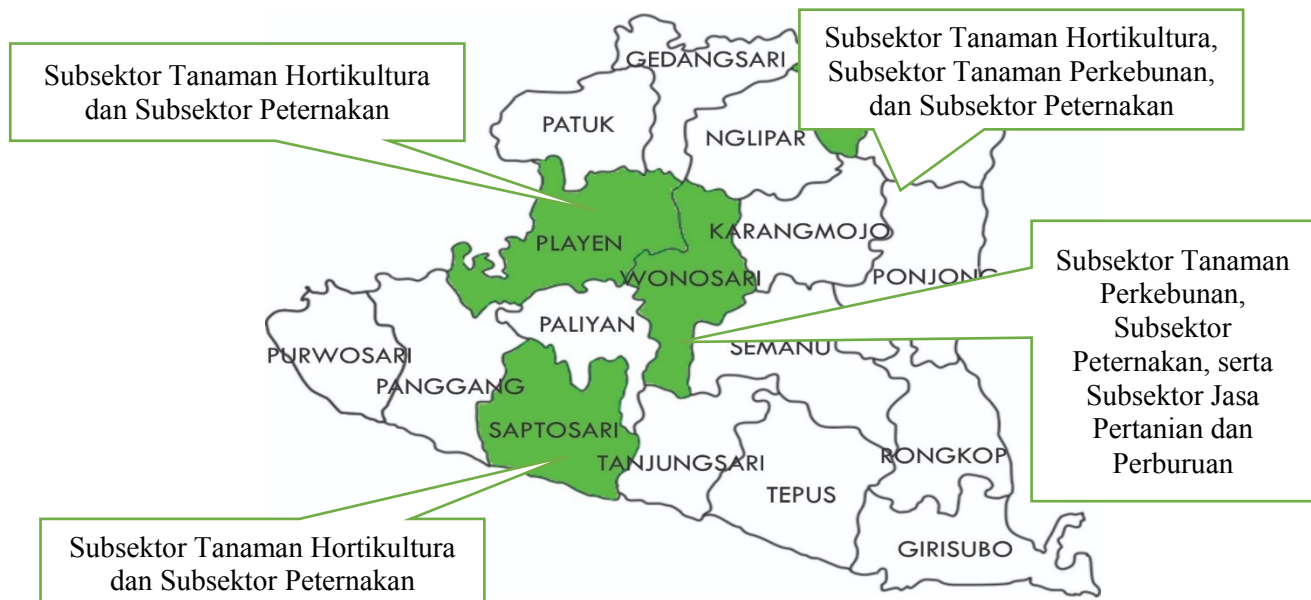 Subsektor Tanaman Hortikultura
dan Subsektor Peternakan
Subsektor Tanaman Hortikultura,
Subsektor Tanaman Perkebunan,
dan Subsektor Peternakan
GEDANGSARI
PATUK
NGLIPAR
PLAYEN
KARANGMOJO
WONOSARI
PONJONG
Subsektor Tanaman
Perkebunan,
Subsektor
Peternakan, serta
Subsektor Jasa
Pertanian dan
Perburuan
PALIYAN
PURWOSARI
SEMANU
PANGGANG
SAPTOSARI
TANJUNGSARI
RONGKOP
TEPUS
GIRISUBO
Subsektor Tanaman Hortikultura
dan Subsektor Peternakan